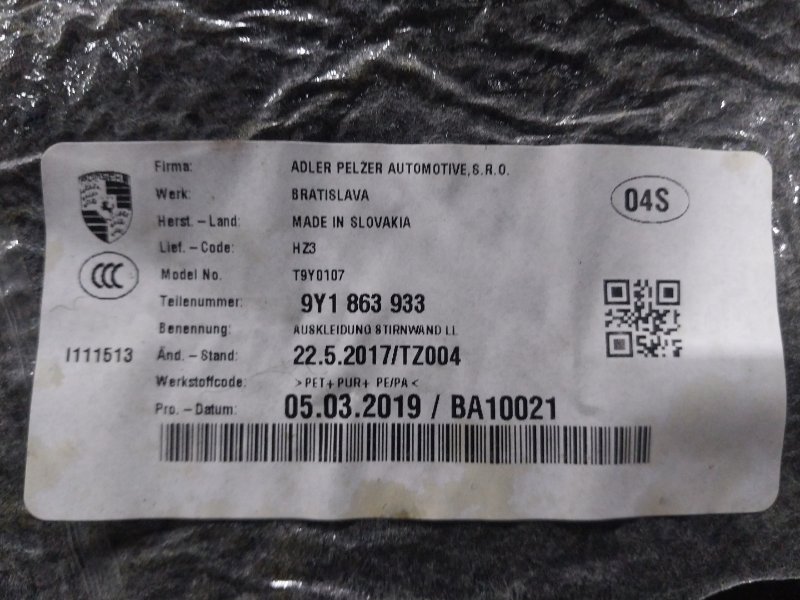 Firma: ADLER PELZER AUTOMOTIVE,S.R.O.
Werk: BRATISLAVA
04S
Herst.-Land: MADE IN SLOVAKIA
Lief.-Code: HZ3
CCC
Model No. T9Y0107
Teilenummer: 9Y1 863 933
Benennung: AUSKLEIDUNG STIRNWAND LL
I111513
Änd.-Stand: 22.5.2017/TZ004
Werkstoffcode: >PET+PUR+ PE/PA<
Pro.-Datum: 05.03.2019 / BA10021